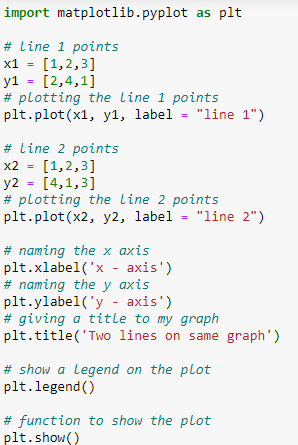 import matplotlib.pyplot as plt
# line 1 points
x1 = [1,2,3]
y1 = [2,4,1]
# plotting the line 1 points
plt.plot(x1, y1, label = "line 1")
# line 2 points
x2 = [1,2,3]
y2 = [4,1,3]
# plotting the line 2 points
plt.plot(x2, y2, label = "line 2")
# naming the x axis
plt.xlabel('x - axis')
# naming the y axis
plt.ylabel('y - axis')
# giving a title to my graph
plt.title('Two lines on same graph')
# show a legend on the plot
plt.legend()
# function to show the plot
plt.show()